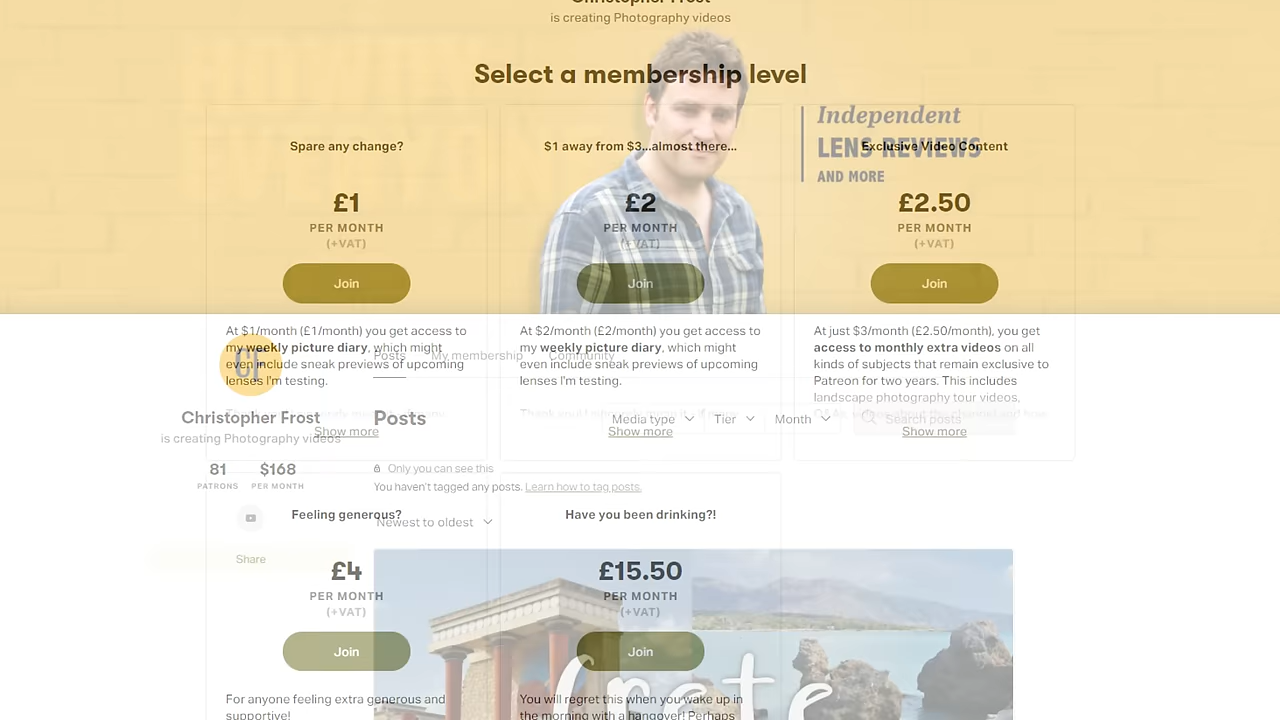 Christopher Frost
is creating Photography videos
Select a membership level
Independent
LENS REVIEWS
AND MORE
Spare any change?
£1
PER MONTH
(+VAT)
Join
At $1/month (£1/month) you get access to
my weekly picture diary, which might
even include sneak previews of upcoming
lenses I'm testing.
Show more
$1 away from $3...almost there...
£2
PER MONTH
(+VAT)
Join
At $2/month (£2/month) you get access to
my weekly picture diary, which might
even include sneak previews of upcoming
lenses I'm testing.
Show more
Exclusive Video Content
£2.50
PER MONTH
(+VAT)
Join
At just $3/month (£2.50/month), you get
access to monthly extra videos on all
kinds of subjects that remain exclusive to
Patreon for two years. This includes
landscape photography tour videos,
Show more
Posts
My membership
Community
CF
Christopher Frost
is creating Photography videos
81
PATRONS
$168
PER MONTH
Share
Posts
Media type
Tier
Month
Search posts
Only you can see this
You haven't tagged any posts. Learn how to tag posts.
Newest to oldest
Feeling generous?
£4
PER MONTH
(+VAT)
Join
For anyone feeling extra generous and
supportive!
Have you been drinking?!
£15.50
PER MONTH
(+VAT)
Join
You will regret this when you wake up in
the morning with a hangover! Perhaps
Crete